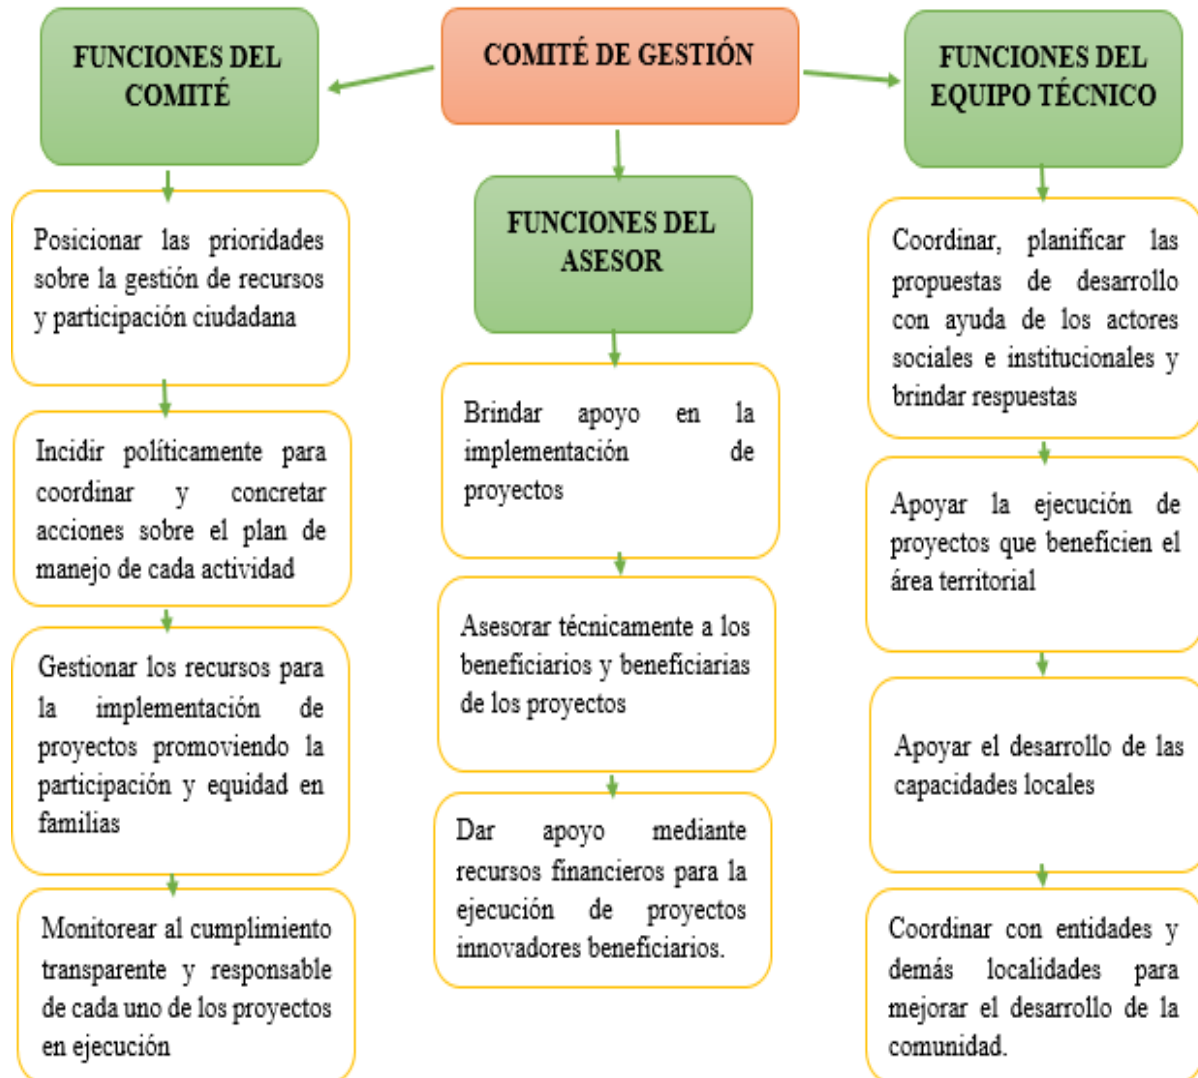 COMITÉ DE GESTIÓN
FUNCIONES DEL
COMITÉ
Posicionar las prioridades
sobre la gestión de recursos
y participación ciudadana
Incidir políticamente para
coordinar y concretar
acciones sobre el plan de
manejo de cada actividad
Gestionar los recursos para
la implementación de
proyectos promoviendo la
participación y equidad en
familias
Monitorear al cumplimiento
transparente y responsable
de cada uno de los proyectos
en ejecución
FUNCIONES DEL
ASESOR
Brindar apoyo en la
implementación de
proyectos
Asesorar técnicamente a los
beneficiarios y beneficiarias
de los proyectos
Dar apoyo mediante
recursos financieros para la
ejecución de proyectos
innovadores beneficiarios.
FUNCIONES DEL
EQUIPO TÉCNICO
Coordinar, planificar las
propuestas de desarrollo
con ayuda de los actores
sociales e institucionales y
brindar respuestas
Apoyar la ejecución de
proyectos que beneficien el
área territorial
Apoyar el desarrollo de las
capacidades locales
Coordinar con entidades y
demás localidades para
mejorar el desarrollo de la
comunidad.